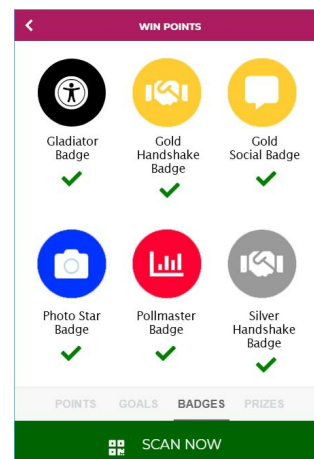 WIN POINTS
Gladiator
Badge
Gold
Handshake
Badge
Gold
Social Badge
Photo Star
Badge
Pollmaster
Badge
Silver
Handshake
Badge
POINTS GOALS BADGES PRIZES
SCAN NOW